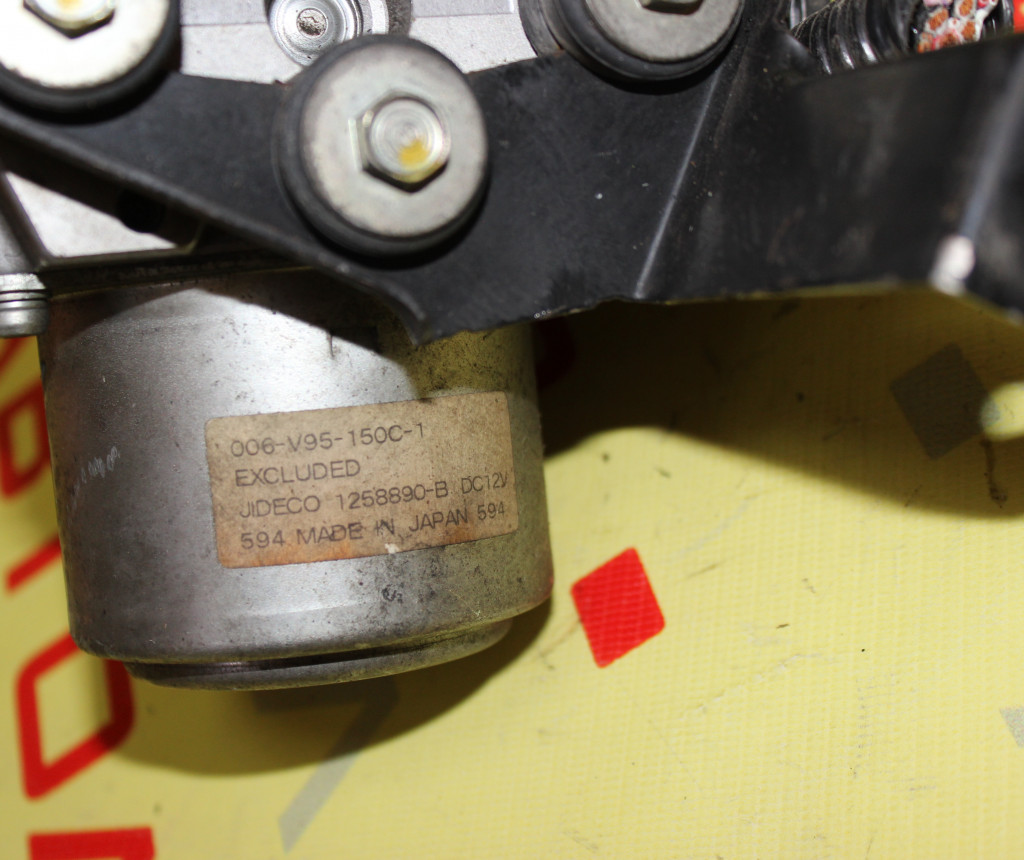 006-V95-150C-1
EXCLUDED
JIDECO 1258890-B DC12V
594 MADE IN JAPAN 594